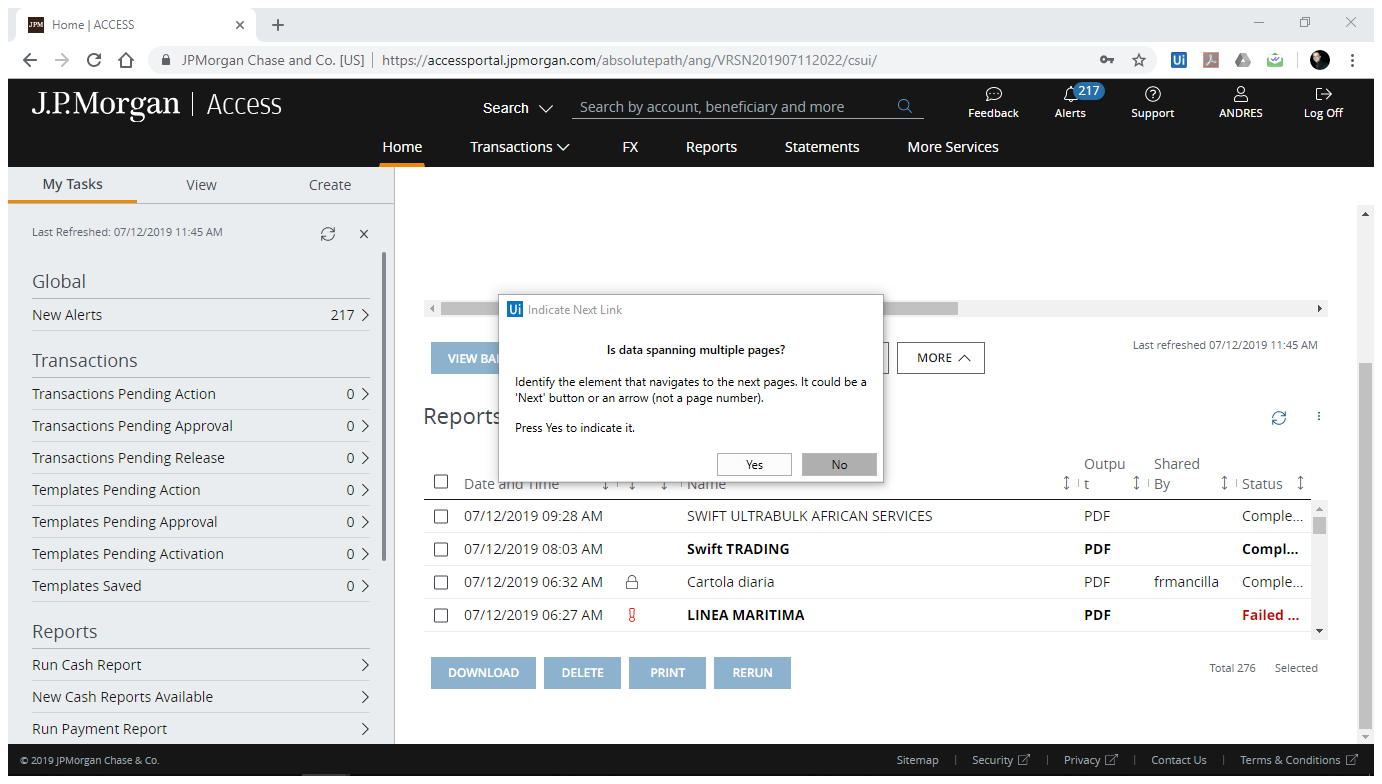 JPM Home | ACCESS
JPMorgan Chase and Co. [US] https://accessportal.jpmorgan.com/absolutepath/ang/VRSN201907112022/csui/ Ui
J.P.Morgan | Access
Search Search by account, beneficiary and more
Feedback 217 Alerts Support ANDRES Log Off
Home Transactions FX Reports Statements More Services
My Tasks View Create
Last Refreshed: 07/12/2019 11:45 AM
Global
New Alerts 217
Transactions
Transactions Pending Action 0
Transactions Pending Approval 0
Transactions Pending Release 0
Templates Pending Action 0
Templates Pending Approval 0
Templates Pending Activation 0
Templates Saved 0
Reports
Run Cash Report
New Cash Reports Available
Run Payment Report
VIEW BA
MORE
Last refreshed 07/12/2019 11:45 AM
Ui Indicate Next Link
Is data spanning multiple pages?
Identify the element that navigates to the next pages. It could be a
'Next' button or an arrow (not a page number).
Press Yes to indicate it.
Yes No
Reports
Date and Time Name Outpu
t Shared
By Status
07/12/2019 09:28 AM SWIFT ULTRABULK AFRICAN SERVICES PDF Comple...
07/12/2019 08:03 AM Swift TRADING PDF Compl...
07/12/2019 06:32 AM Cartola diaria PDF frmancilla Comple...
07/12/2019 06:27 AM LINEA MARITIMA PDF Failed ...
DOWNLOAD DELETE PRINT RERUN
Total 276 Selected
© 2019 JPMorgan Chase & Co.
Sitemap | Security | Privacy | Contact Us | Terms & Conditions